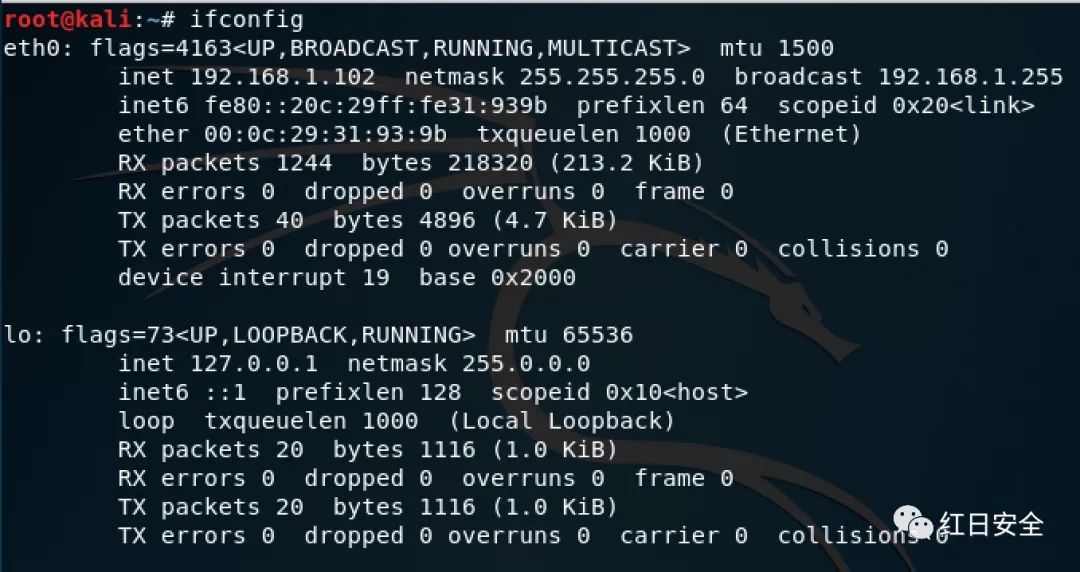 root@kali:~# ifconfig
eth0: flags=4163<UP,BROADCAST,RUNNING,MULTICAST>  mtu 1500
        inet 192.168.1.102  netmask 255.255.255.0  broadcast 192.168.1.255
        inet6 fe80::20c:29ff:fe31:939b  prefixlen 64  scopeid 0x20<link>
        ether 00:0c:29:31:93:9b  txqueuelen 1000  (Ethernet)
        RX packets 1244  bytes 218320 (213.2 KiB)
        RX errors 0  dropped 0  overruns 0  frame 0
        TX packets 40  bytes 4896 (4.7 KiB)
        TX errors 0  dropped 0 overruns 0  carrier 0  collisions 0
        device interrupt 19  base 0x2000

lo: flags=73<UP,LOOPBACK,RUNNING>  mtu 65536
        inet 127.0.0.1  netmask 255.0.0.0
        inet6 ::1  prefixlen 128  scopeid 0x10<host>
        loop  txqueuelen 1000  (Local Loopback)
        RX packets 20  bytes 1116 (1.0 KiB)
        RX errors 0  dropped 0  overruns 0  frame 0
        TX packets 20  bytes 1116 (1.0 KiB)
        TX errors 0  dropped 0 overruns 0  carrier 0  collisions 0
红日安全